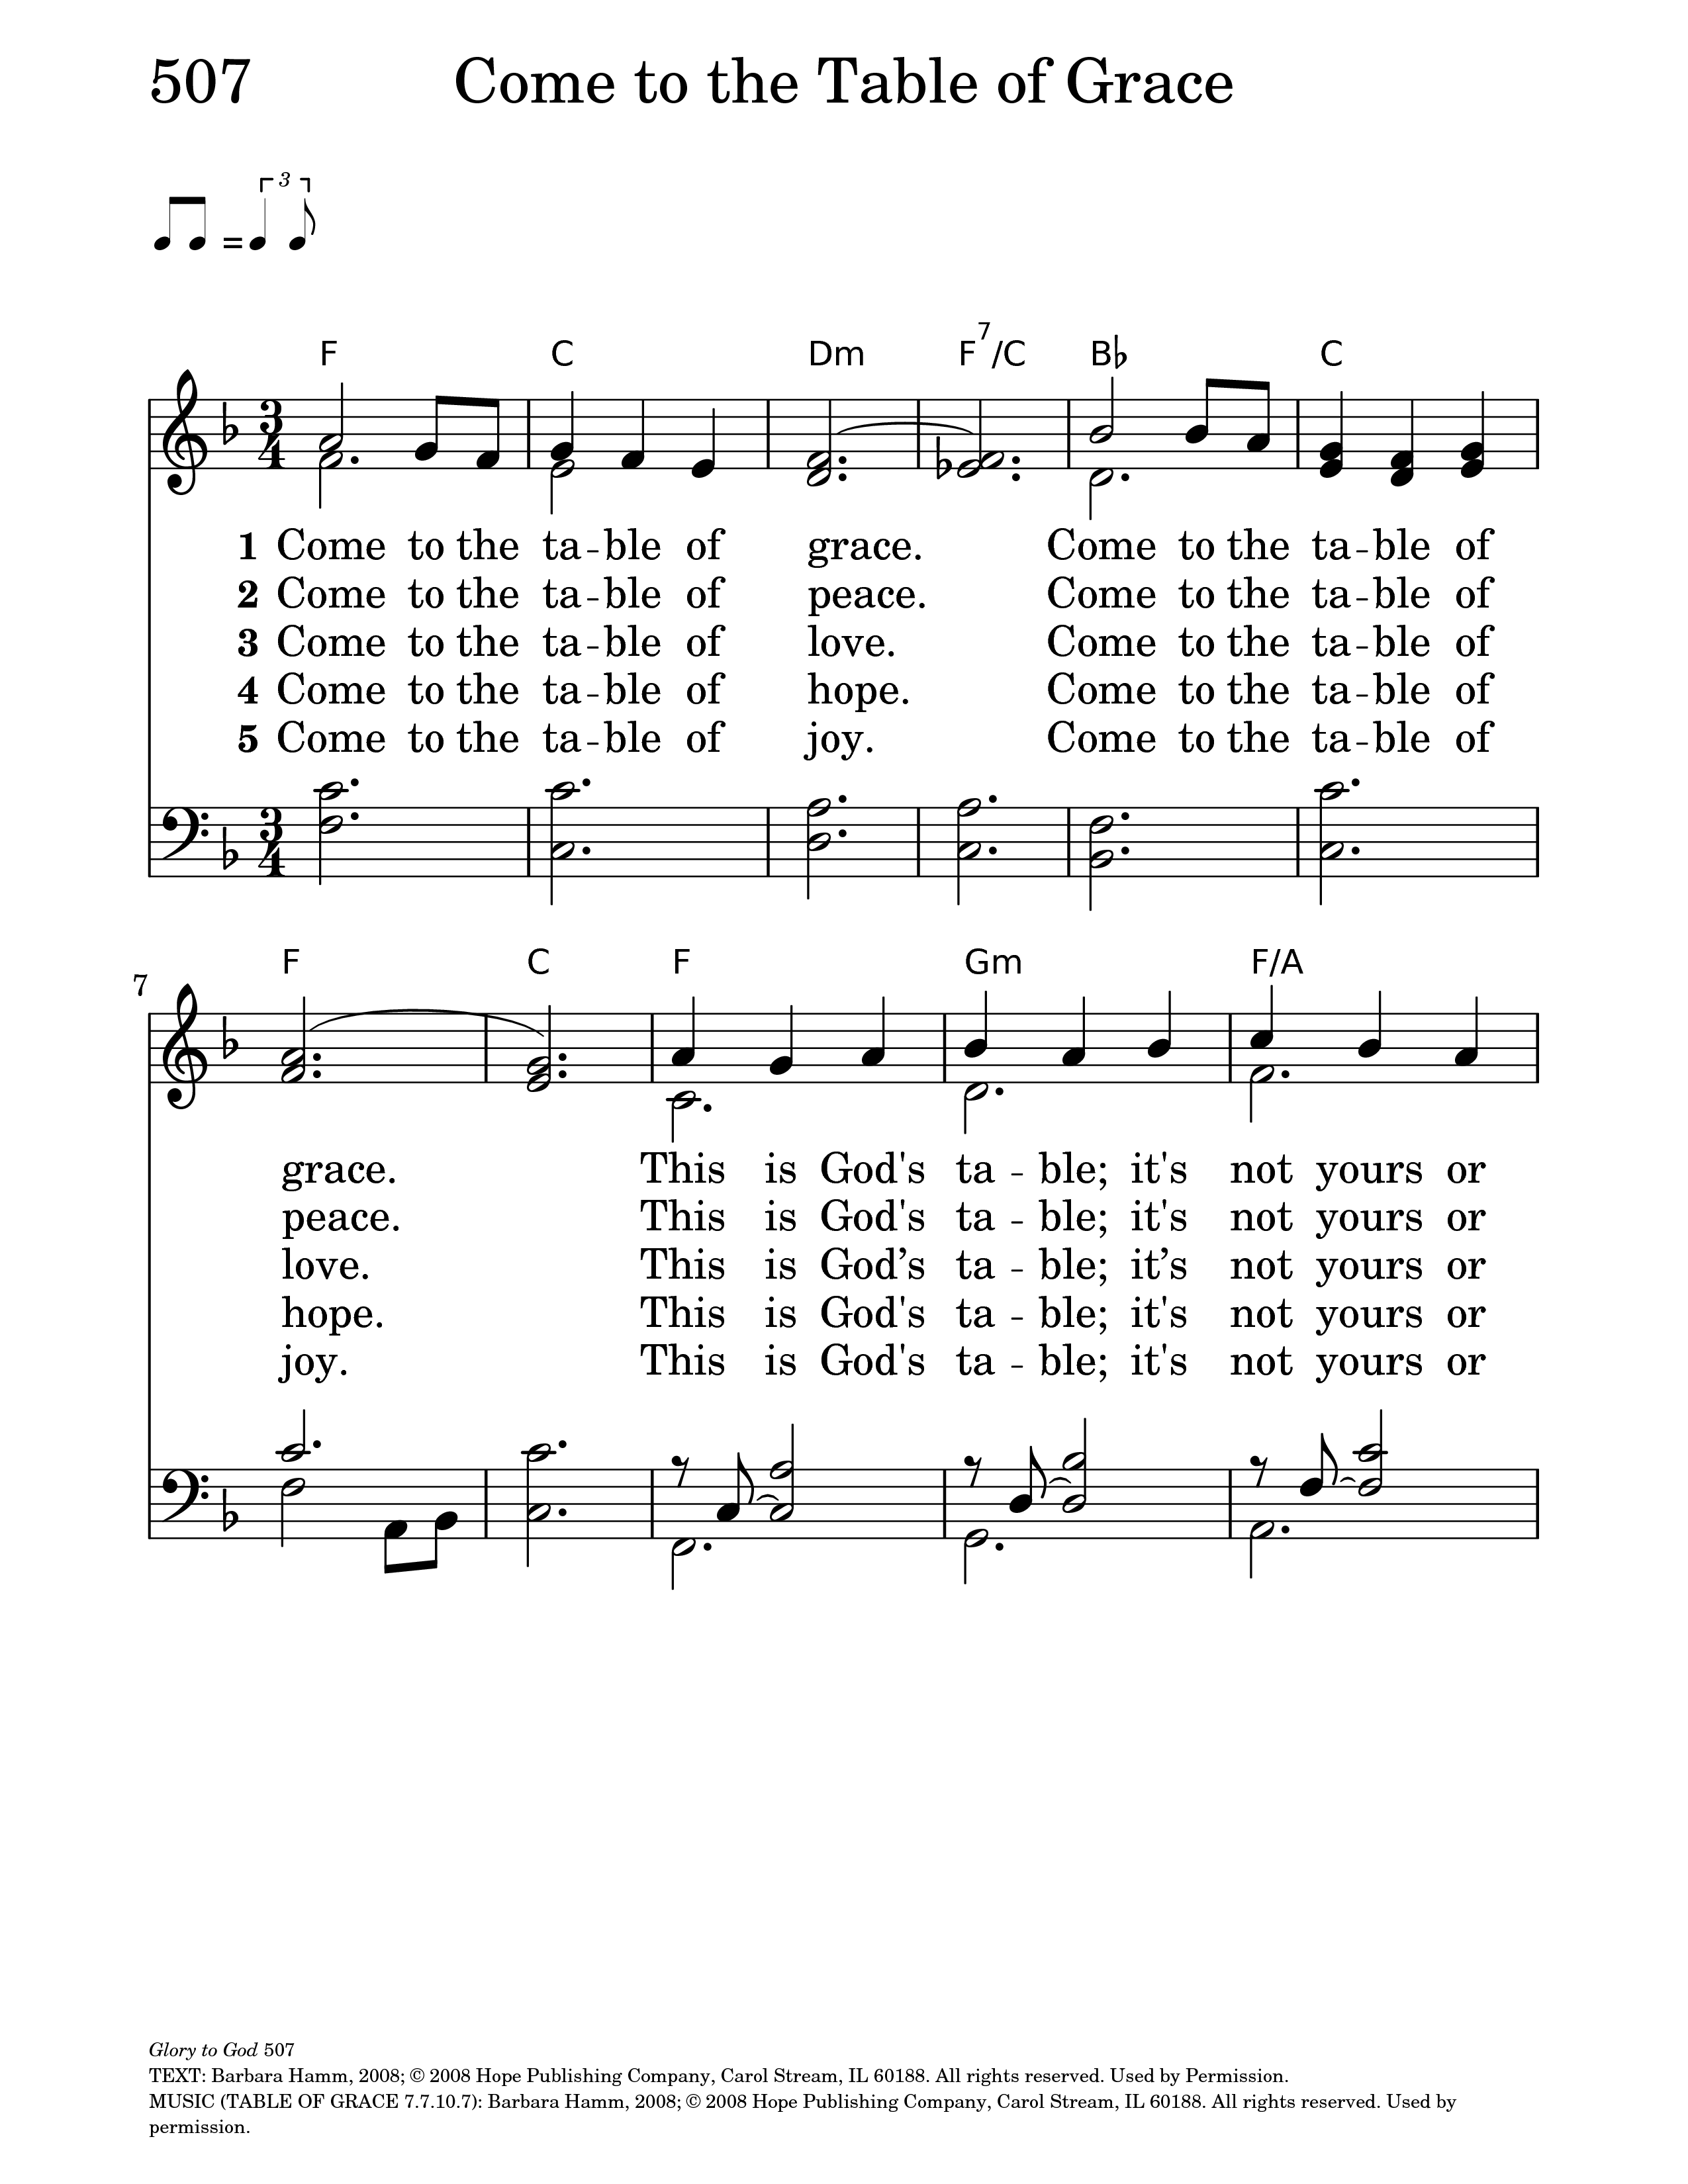 507 Come to the Table of Grace
3
=
F C Dm F7/C B♭ C
3
4
1 Come to the ta - ble of grace. Come to the ta - ble of
2 Come to the ta - ble of peace. Come to the ta - ble of
3 Come to the ta - ble of love. Come to the ta - ble of
4 Come to the ta - ble of hope. Come to the ta - ble of
5 Come to the ta - ble of joy. Come to the ta - ble of
3
4
F C F Gm F/A
7
grace. This is God's ta - ble; it's not yours or
peace. This is God's ta - ble; it's not yours or
love. This is God’s ta - ble; it’s not yours or
hope. This is God's ta - ble; it's not yours or
joy. This is God's ta - ble; it's not yours or
Glory to God 507
TEXT: Barbara Hamm, 2008; © 2008 Hope Publishing Company, Carol Stream, IL 60188. All rights reserved. Used by Permission.
MUSIC (TABLE OF GRACE 7.7.10.7): Barbara Hamm, 2008; © 2008 Hope Publishing Company, Carol Stream, IL 60188. All rights reserved. Used by
permission.